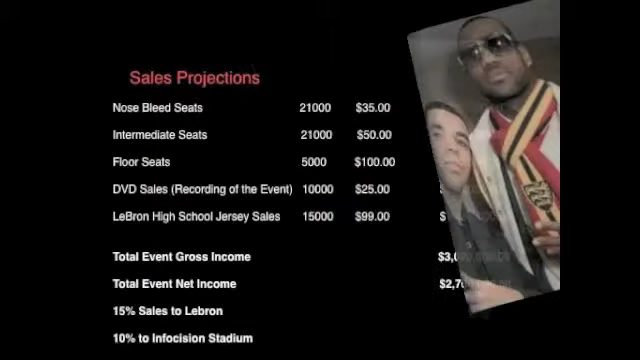 Sales Projections
Nose Bleed Seats 21000 $35.00
Intermediate Seats 21000 $50.00
Floor Seats 5000 $100.00
DVD Sales (Recording of the Event) 10000 $25.00
LeBron High School Jersey Sales 15000 $99.00
Total Event Gross Income
Total Event Net Income
15% Sales to Lebron
10% to Infocision Stadium